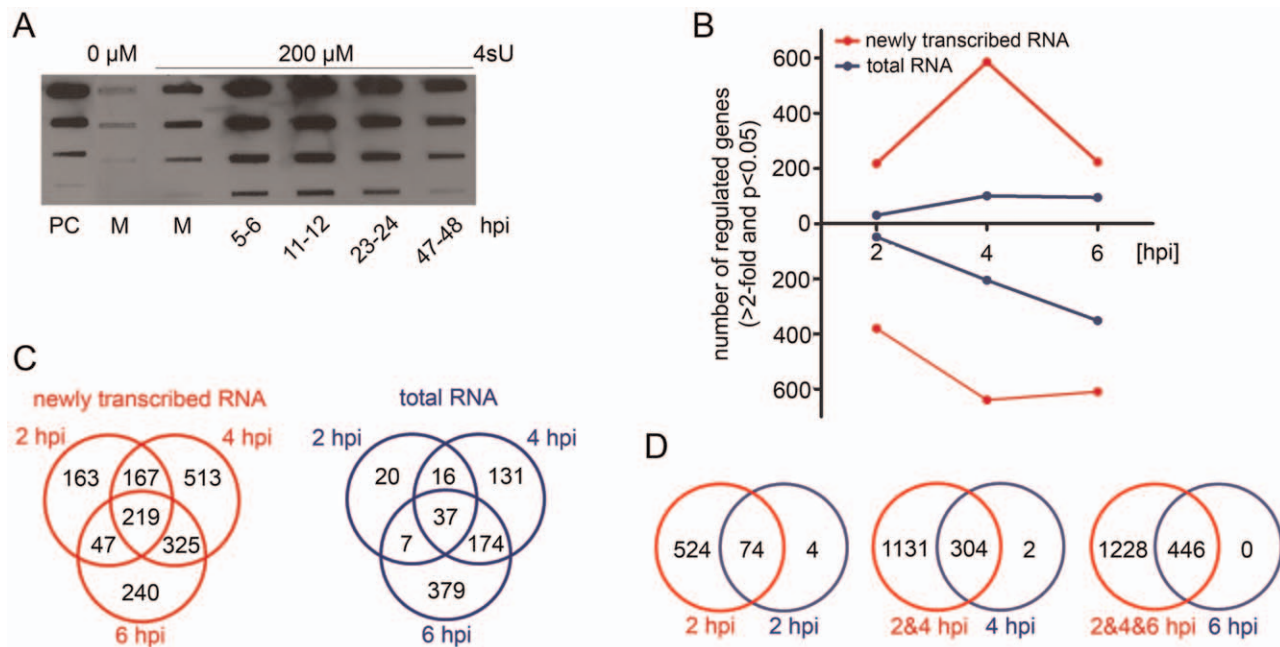 A
0 µM 200 µM 4sU
PC M M 5-6 11-12 23-24 47-48 hpi
B
newly transcribed RNA
total RNA
number of regulated genes
(>2-fold and p<0.05)
600
400
200
0
200
400
600
2 4 6 [hpi]
C
newly transcribed RNA
2 hpi 4 hpi
163 167 513
219
47 325
240
6 hpi
total RNA
2 hpi 4 hpi
20 16 131
37
7 174
379
6 hpi
D
524 74 4
2 hpi 2 hpi
1131 304 2
2&4 hpi 4 hpi
1228 446 0
2&4&6 hpi 6 hpi